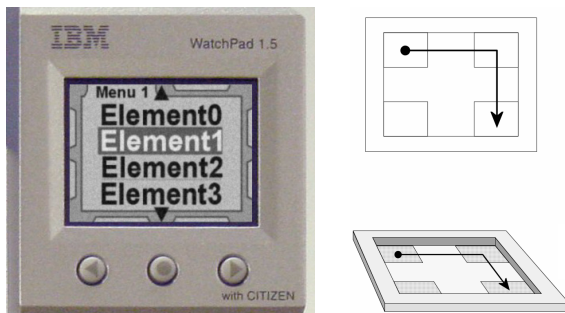 IBM
WatchPad 1.5
Menu 1
Element0
Element1
Element2
Element3
with CITIZEN